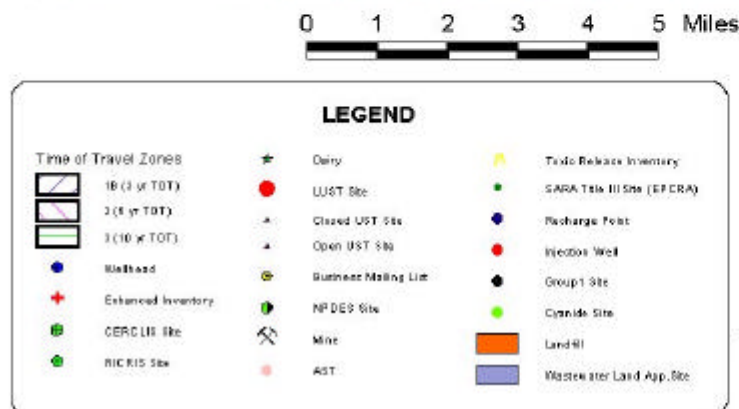 0 1 2 3 4 5 Miles
LEGEND
Time of Travel Zones
1B (3 yr TOT)
2 (6 yr TOT)
3 (10 yr TOT)
Wellhead
Enhanced Inventory
CERCLIS Site
RICRIS Site
Dairy
LUST Site
Closed UST Site
Open UST Site
Business Mailing List
NPDES Site
Mine
AST
Toxic Release Inventory
SARA Title III Site (EPCRA)
Recharge Point
Injection Well
Group1 Site
Cyanide Site
Landfill
Wastewater Land App.Site